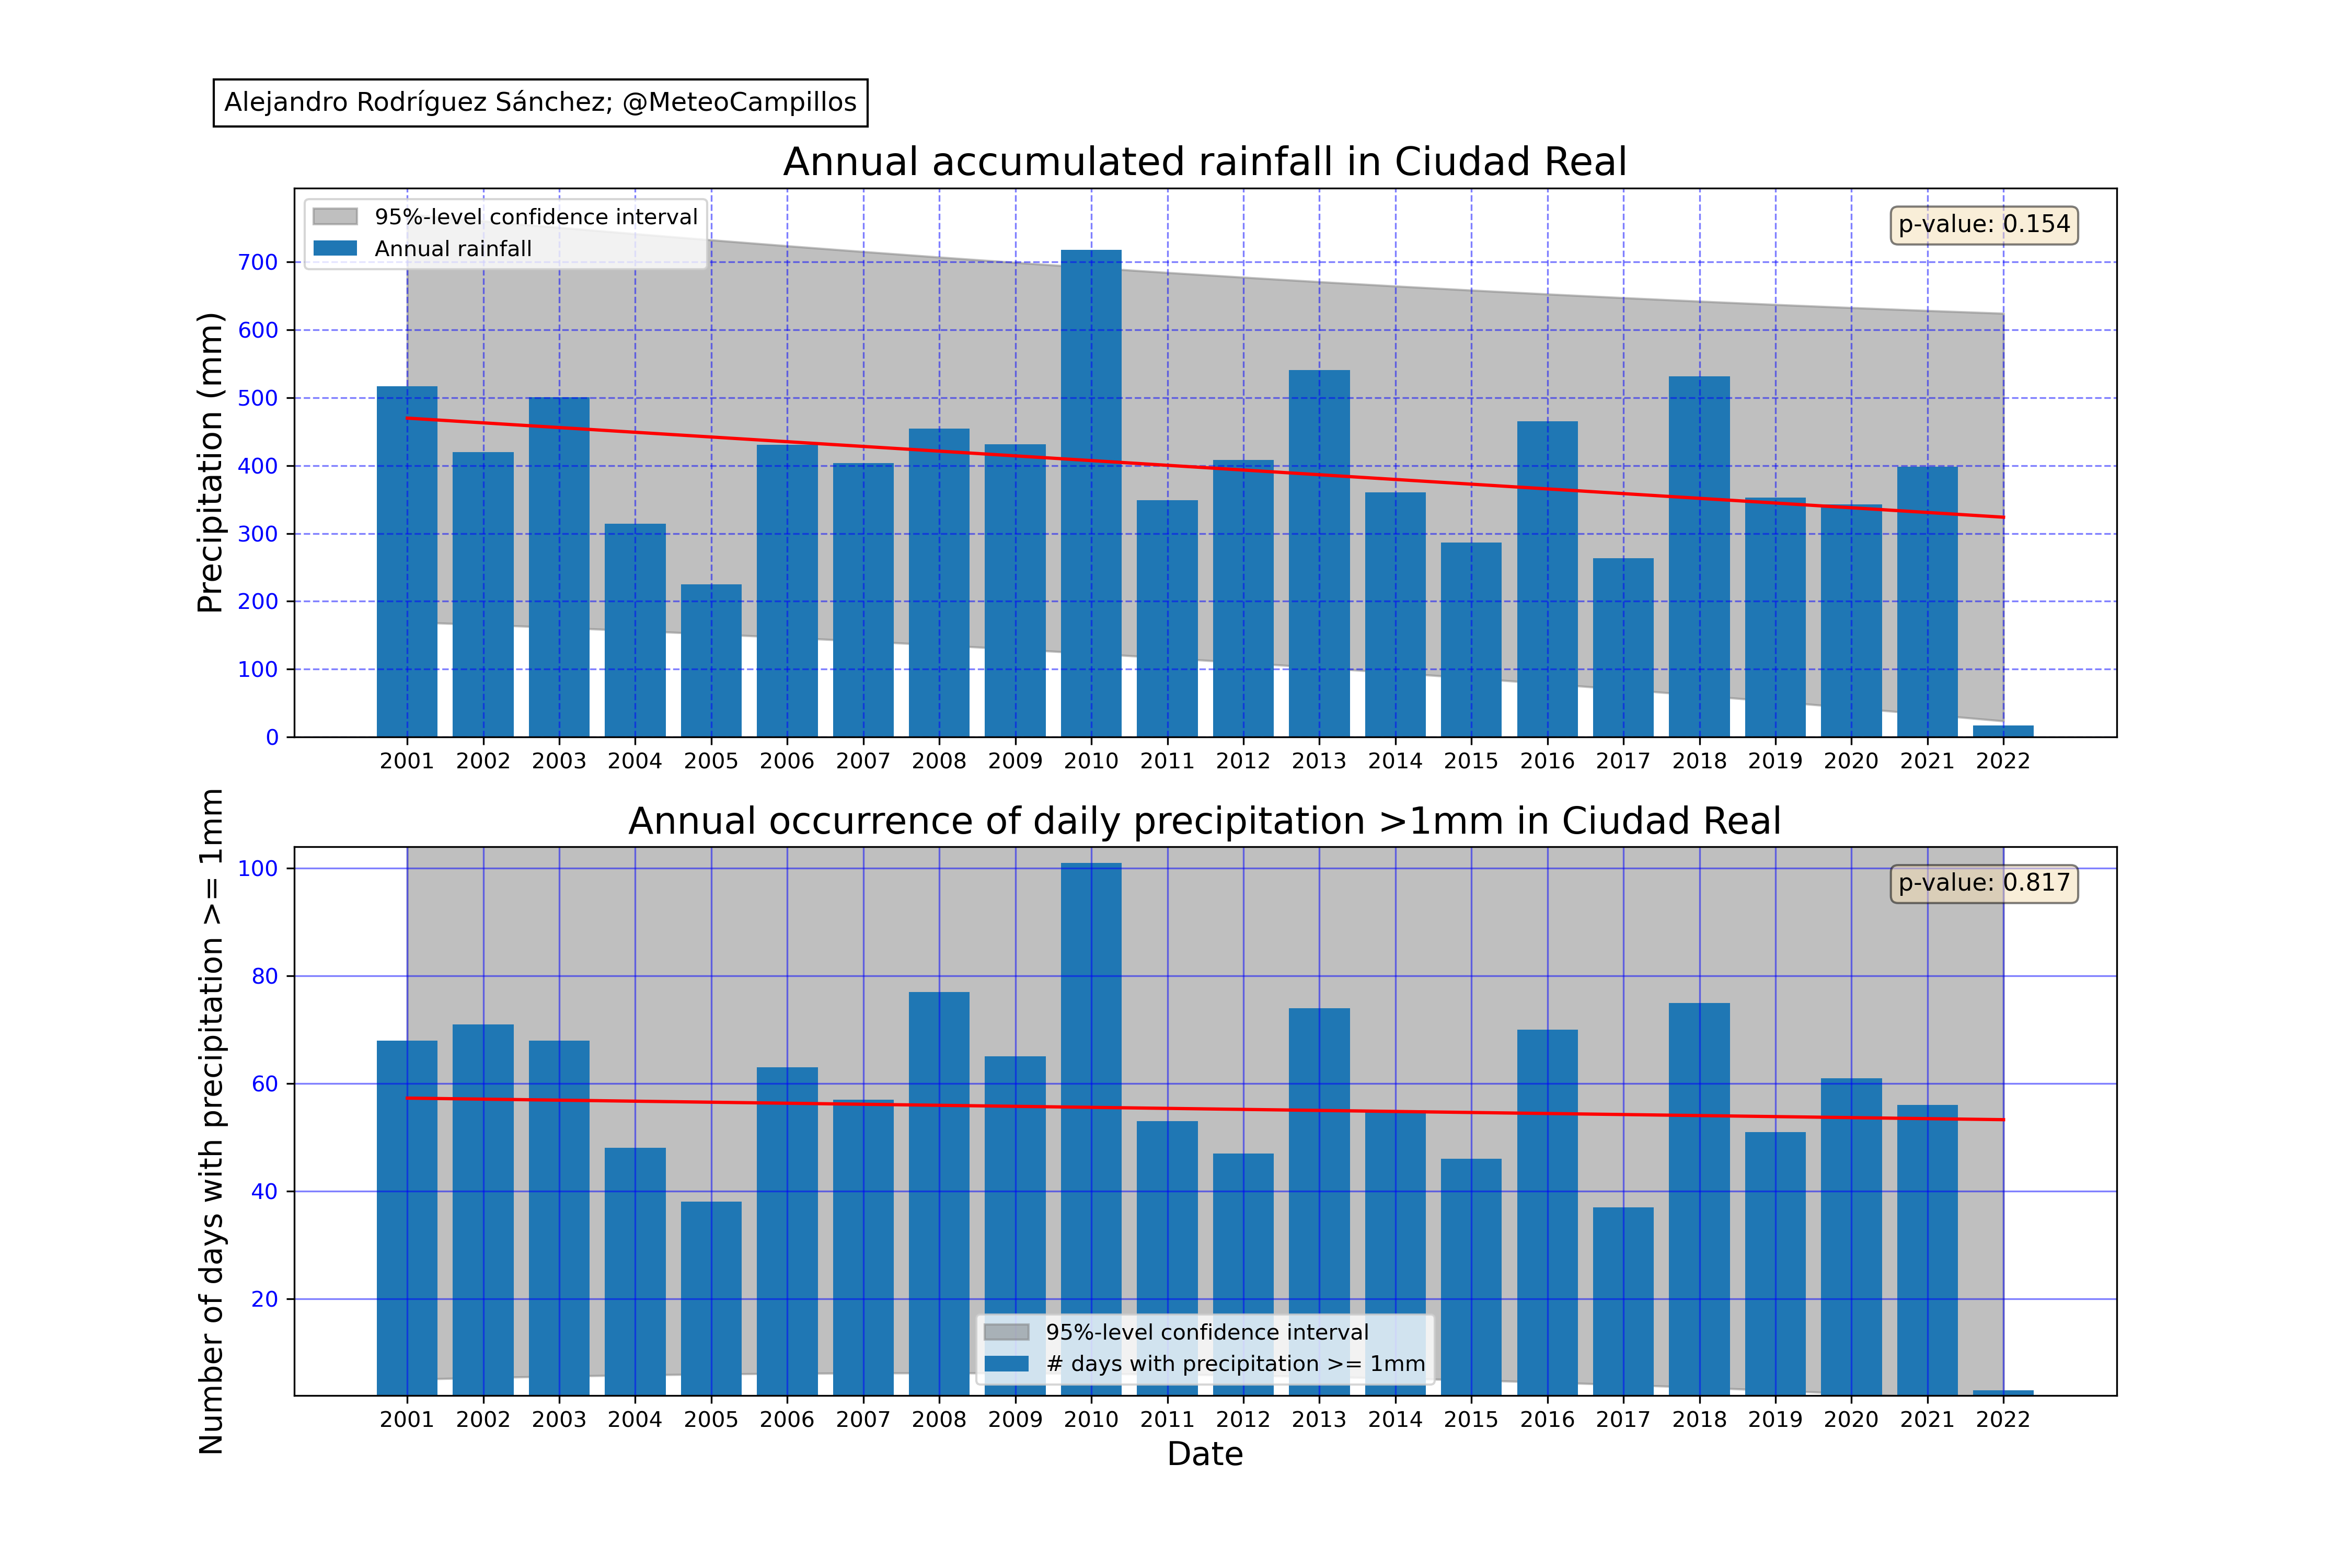 Alejandro Rodríguez Sánchez; @MeteoCampillos
Annual accumulated rainfall in Ciudad Real
95%-level confidence interval
Annual rainfall
p-value: 0.154
Precipitation (mm)
700
600
500
400
300
200
100
0
2001 2002 2003 2004 2005 2006 2007 2008 2009 2010 2011 2012 2013 2014 2015 2016 2017 2018 2019 2020 2021 2022
Annual occurrence of daily precipitation >1mm in Ciudad Real
p-value: 0.817
Number of days with precipitation >= 1mm
100
80
60
40
20
95%-level confidence interval
# days with precipitation >= 1mm
2001 2002 2003 2004 2005 2006 2007 2008 2009 2010 2011 2012 2013 2014 2015 2016 2017 2018 2019 2020 2021 2022
Date